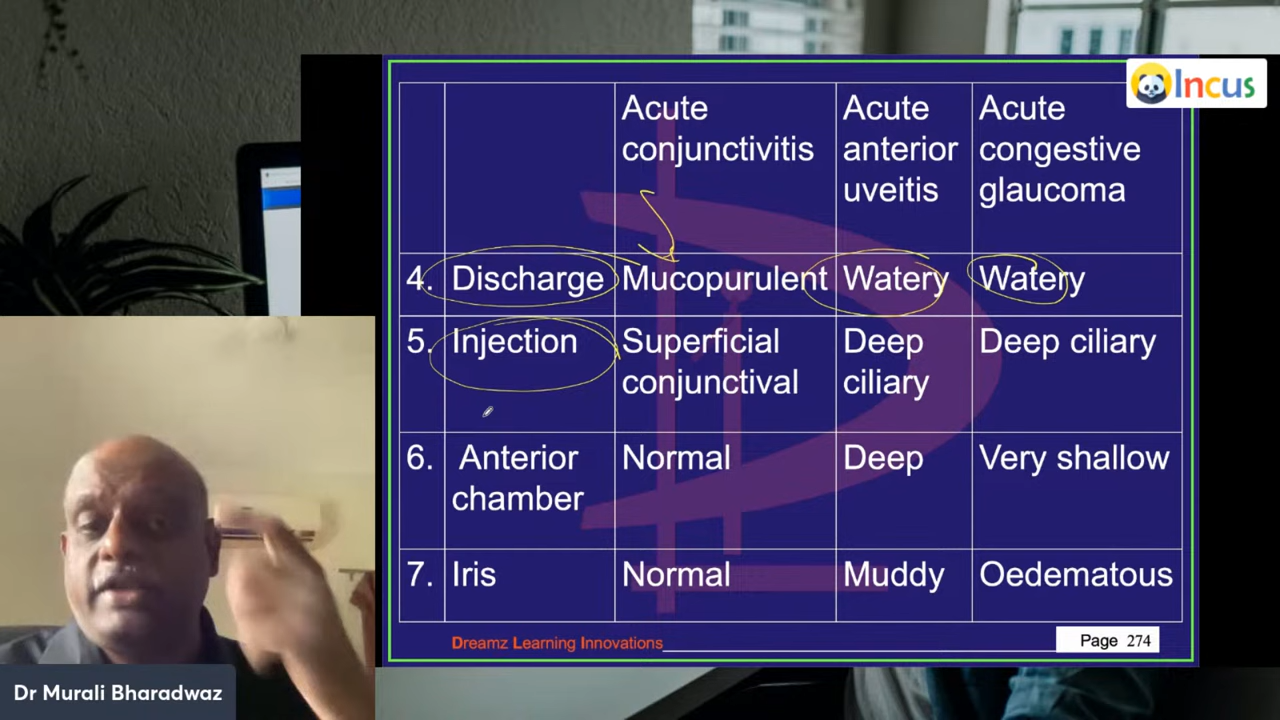 Incus
Acute
conjunctivitis
Acute
anterior
uveitis
Acute
congestive
glaucoma
4. Discharge Mucopurulent Watery Watery
5. Injection Superficial
conjunctival
Deep
ciliary
Deep ciliary
6. Anterior
chamber
Normal Deep Very shallow
7. Iris Normal Muddy Oedematous
Dreamz Learning Innovations
Page 274
Dr Murali Bharadwaz